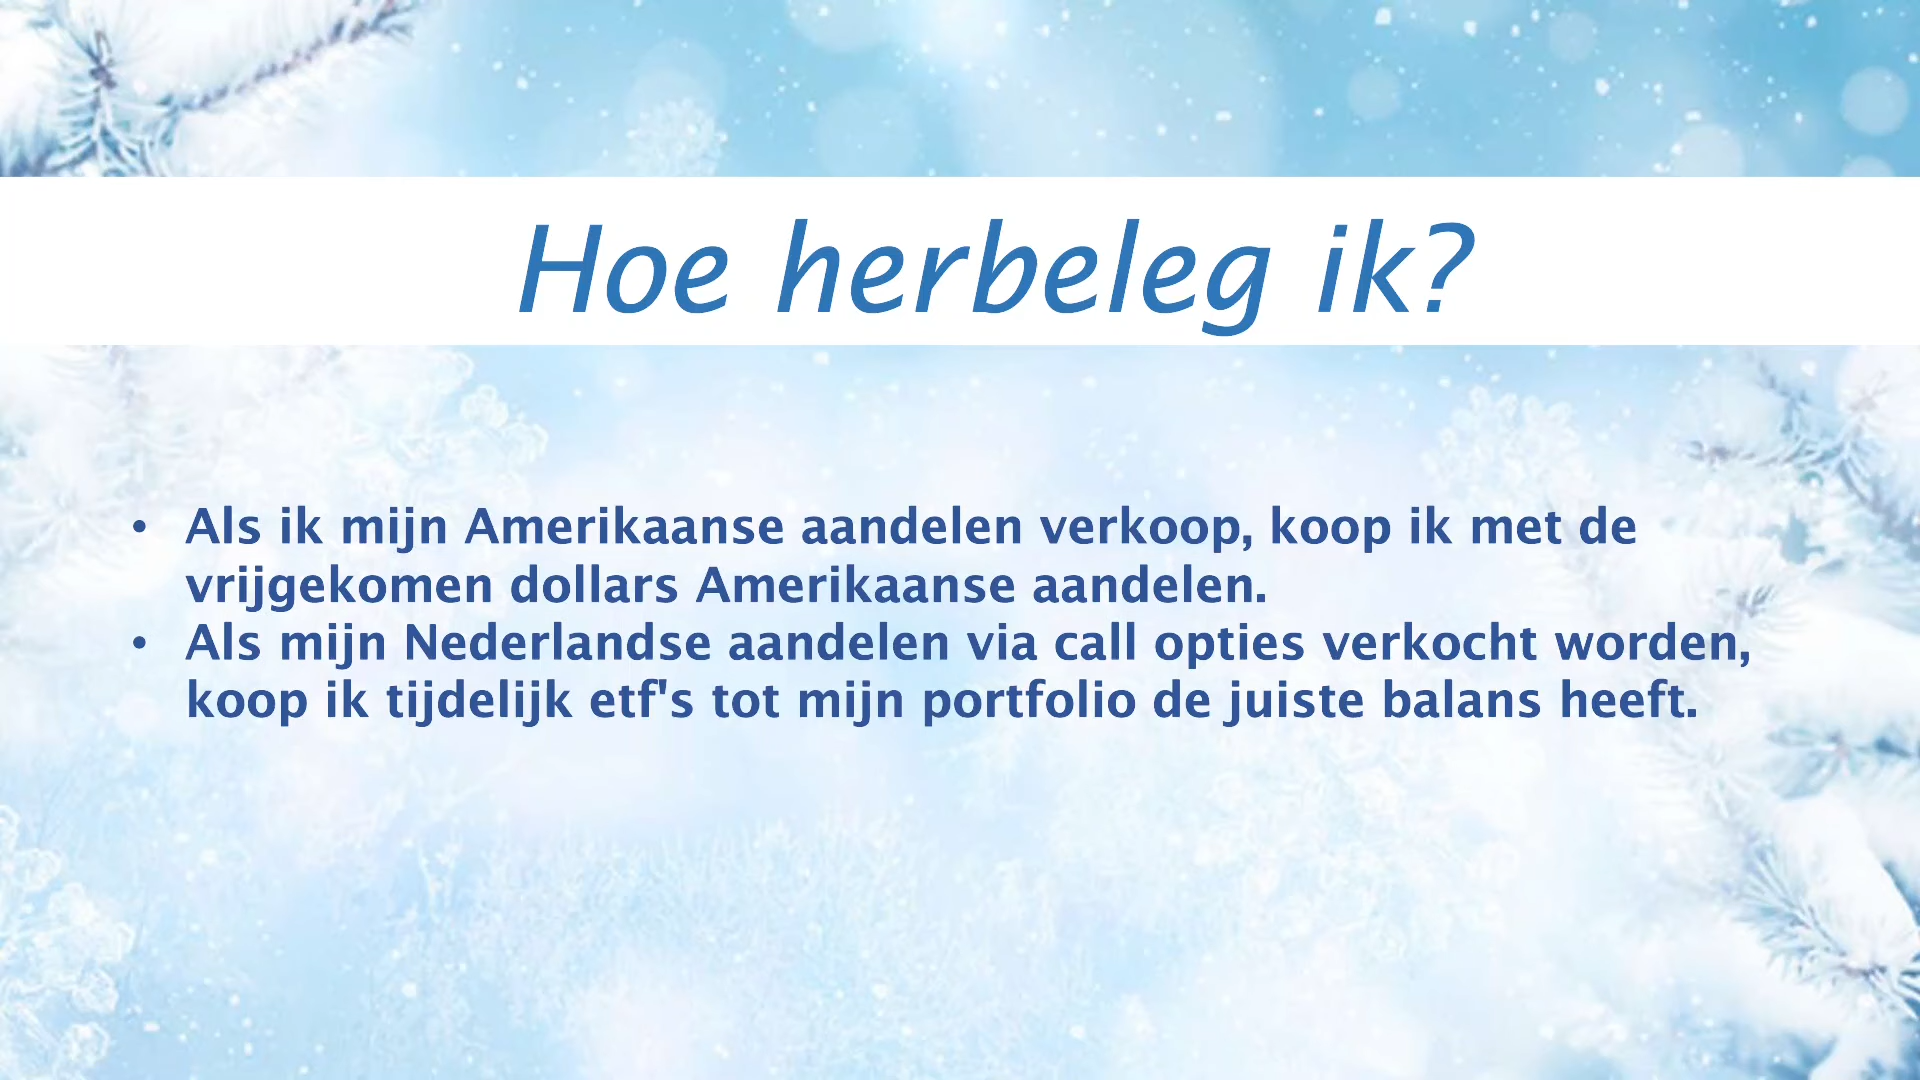 Hoe herbeleg ik?
• Als ik mijn Amerikaanse aandelen verkoop, koop ik met de
vrijgekomen dollars Amerikaanse aandelen.
• Als mijn Nederlandse aandelen via call opties verkocht worden,
koop ik tijdelijk etf's tot mijn portfolio de juiste balans heeft.